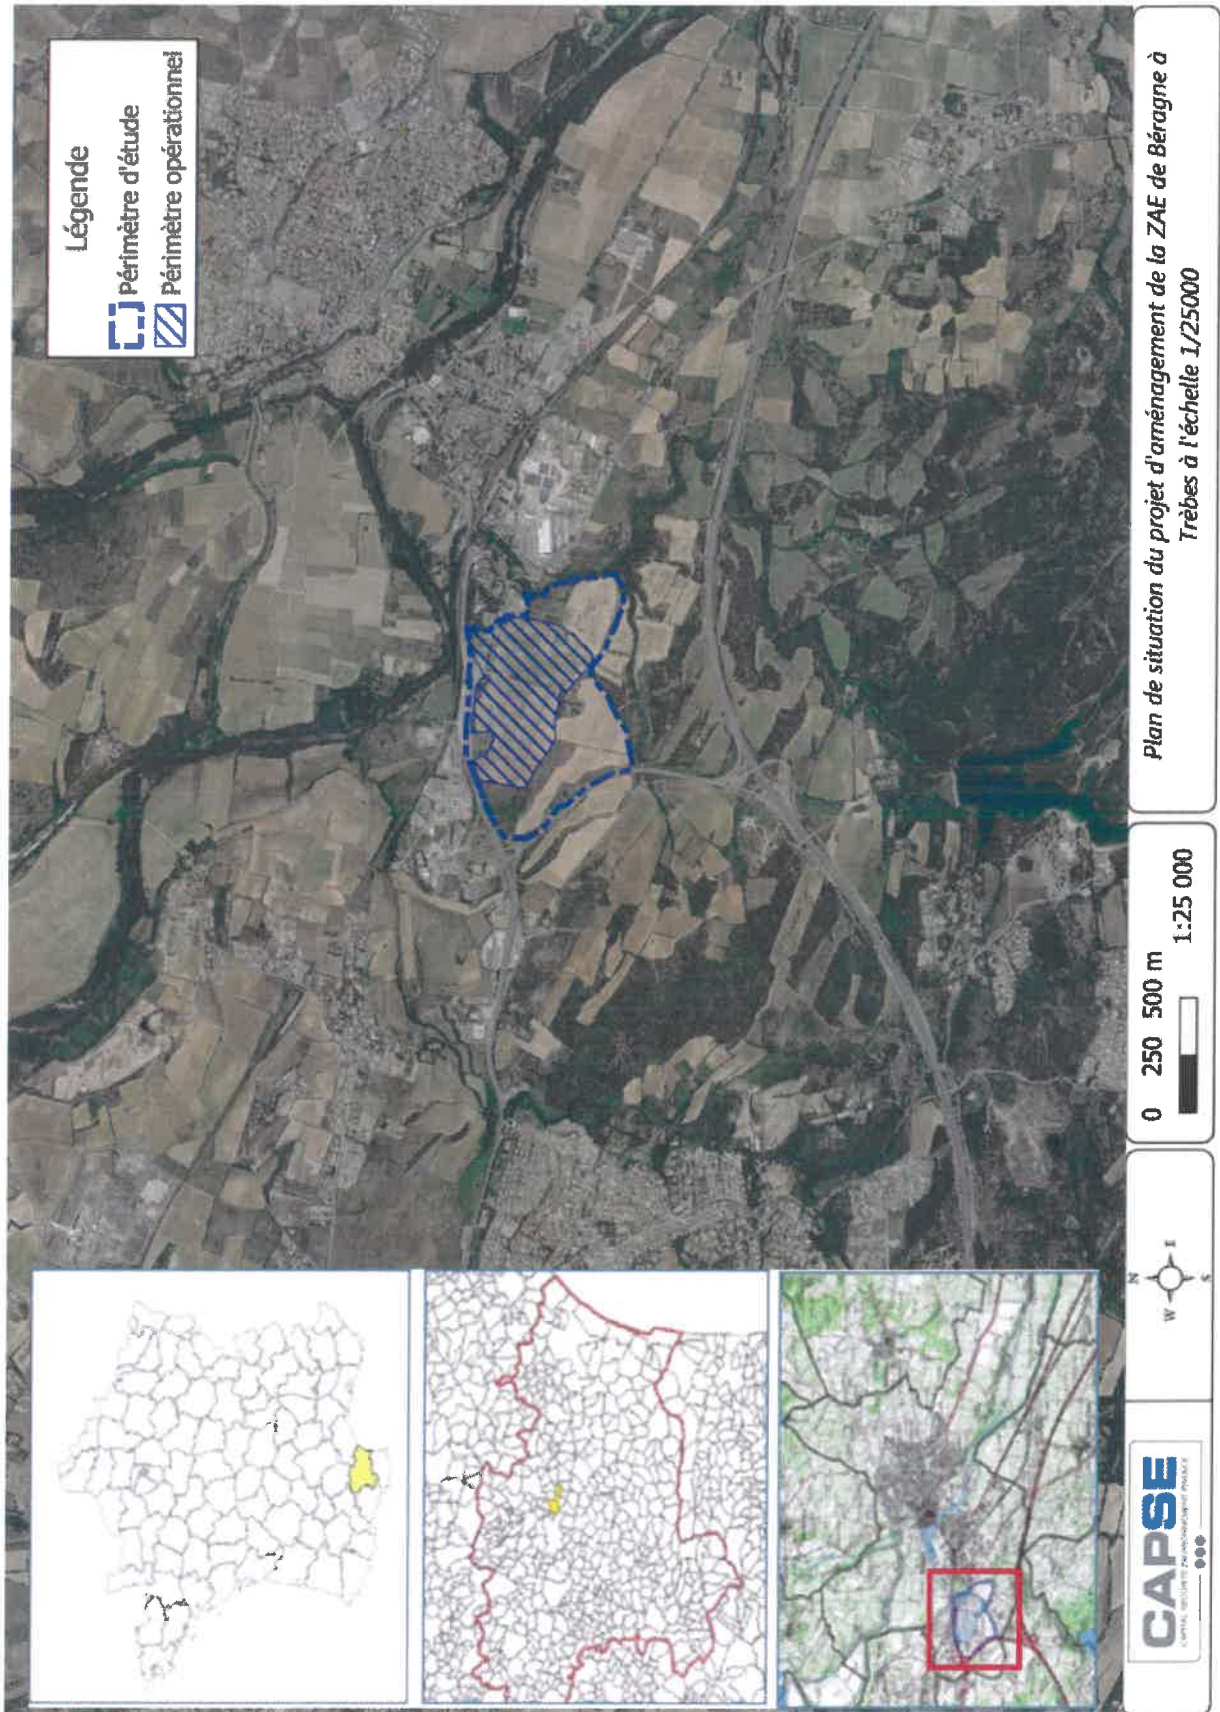 Légende
Périmètre d'étude
Périmètre opérationnel
CAPSE
N
W
E
S
0 250 500 m
1:25 000
Plan de situation du projet d'aménagement de la ZAE de Béragne à
Trèbes à l'échelle 1/25000